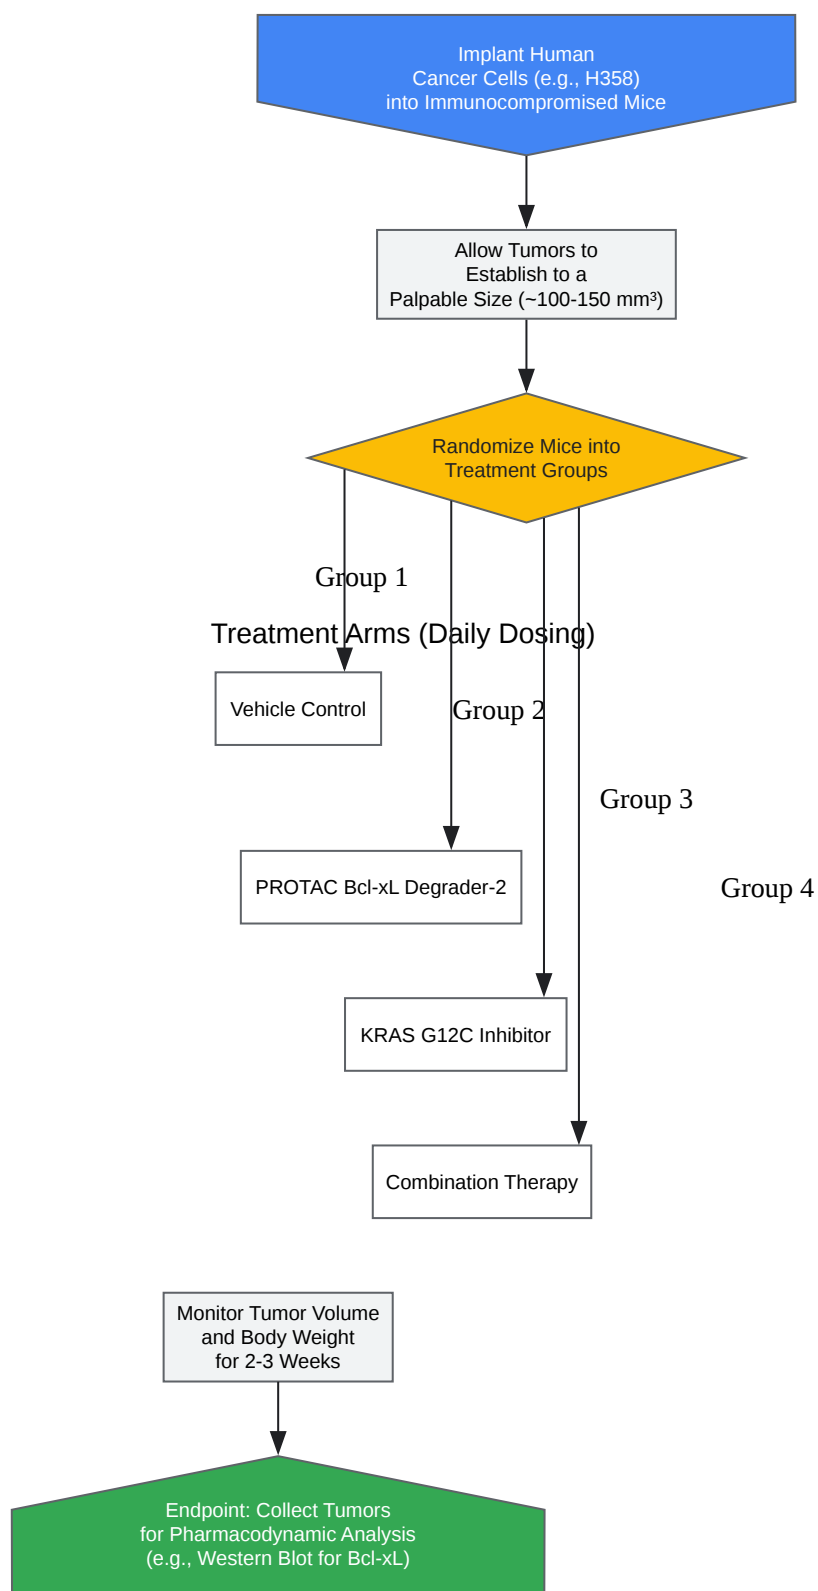 Implant Human
Cancer Cells (e.g., H358)
into Immunocompromised Mice
Allow Tumors to
Establish to a
Palpable Size (~100-150 mm³)
Randomize Mice into
Treatment Groups
Group 1
Treatment Arms (Daily Dosing)
Vehicle Control
Group 2
Group 3
PROTAC Bcl-xL Degrader-2
Group 4
KRAS G12C Inhibitor
Combination Therapy
Monitor Tumor Volume
and Body Weight
for 2-3 Weeks
Endpoint: Collect Tumors
for Pharmacodynamic Analysis
(e.g., Western Blot for Bcl-xL)